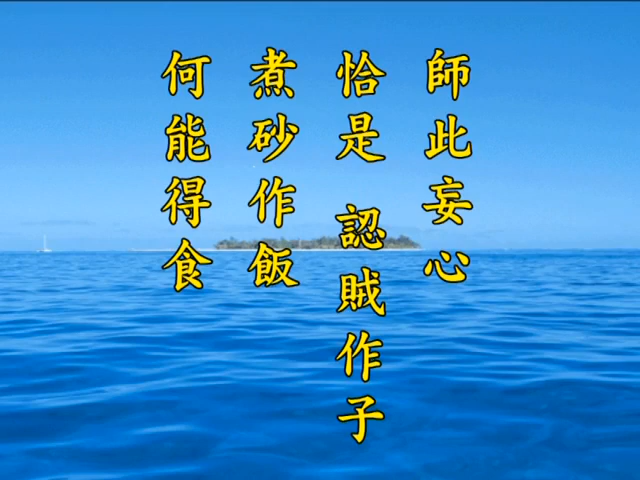 師此妄心
恰是 認賊作子
煮砂作飯
何能得食